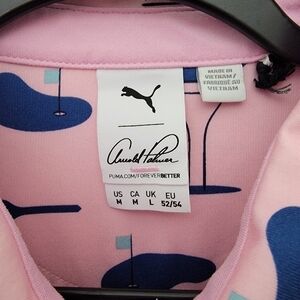 MADE IN
VIETNAM/
FABRIQUÉ AU
VIETNAM
Arnold Palmer
PUMA.COM/FOREVERBETTER
US CA UK EU
M M L 52/54